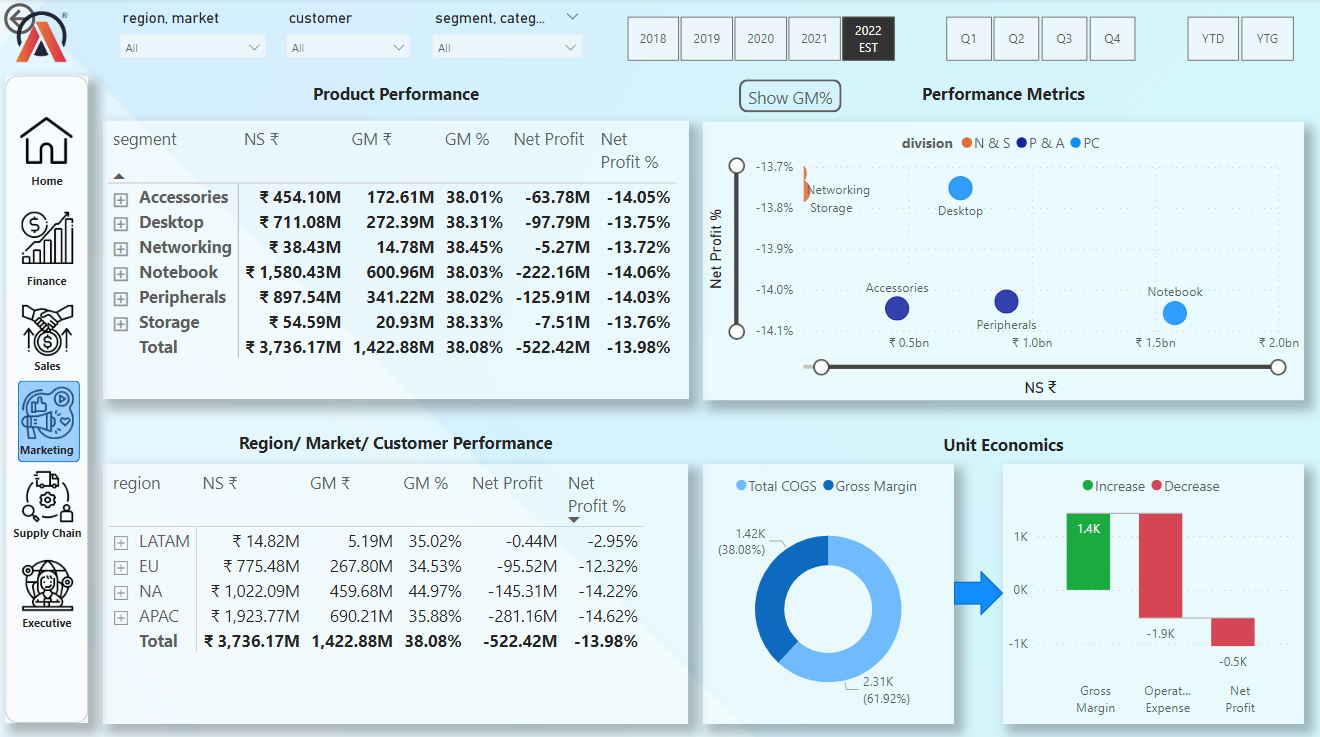 region, market
customer
segment, categ...
All
All
All
2018
2019
2020
2021
2022
EST
Q1
Q2
Q3
Q4
YTD
YTG
Home
Finance
Sales
Marketing
Supply Chain
Executive
Product Performance
segment NS ₹ GM ₹ GM % Net Profit Net
Profit %
Accessories ₹ 454.10M 172.61M 38.01% -63.78M -14.05%
Desktop ₹ 711.08M 272.39M 38.31% -97.79M -13.75%
Networking ₹ 38.43M 14.78M 38.45% -5.27M -13.72%
Notebook ₹ 1,580.43M 600.96M 38.03% -222.16M -14.06%
Peripherals ₹ 897.54M 341.22M 38.02% -125.91M -14.03%
Storage ₹ 54.59M 20.93M 38.33% -7.51M -13.76%
Total ₹ 3,736.17M 1,422.88M 38.08% -522.42M -13.98%
Show GM%
Performance Metrics
division N & S P & A PC
Net Profit %
-13.7%
-13.8%
-13.9%
-14.0%
-14.1%
Networking
Storage
Desktop
Accessories
Peripherals
Notebook
₹ 0.5bn
₹ 1.0bn
₹ 1.5bn
₹ 2.0bn
NS ₹
Region/ Market/ Customer Performance
region NS ₹ GM ₹ GM % Net Profit Net
Profit %
LATAM ₹ 14.82M 5.19M 35.02% -0.44M -2.95%
EU ₹ 775.48M 267.80M 34.53% -95.52M -12.32%
NA ₹ 1,022.09M 459.68M 44.97% -145.31M -14.22%
APAC ₹ 1,923.77M 690.21M 35.88% -281.16M -14.62%
Total ₹ 3,736.17M 1,422.88M 38.08% -522.42M -13.98%
Unit Economics
Total COGS Gross Margin
1.42K
(38.08%)
2.31K
(61.92%)
Increase Decrease
1K
0K
-1K
1.4K
-1.9K
-0.5K
Gross
Margin
Operat...
Expense
Net
Profit